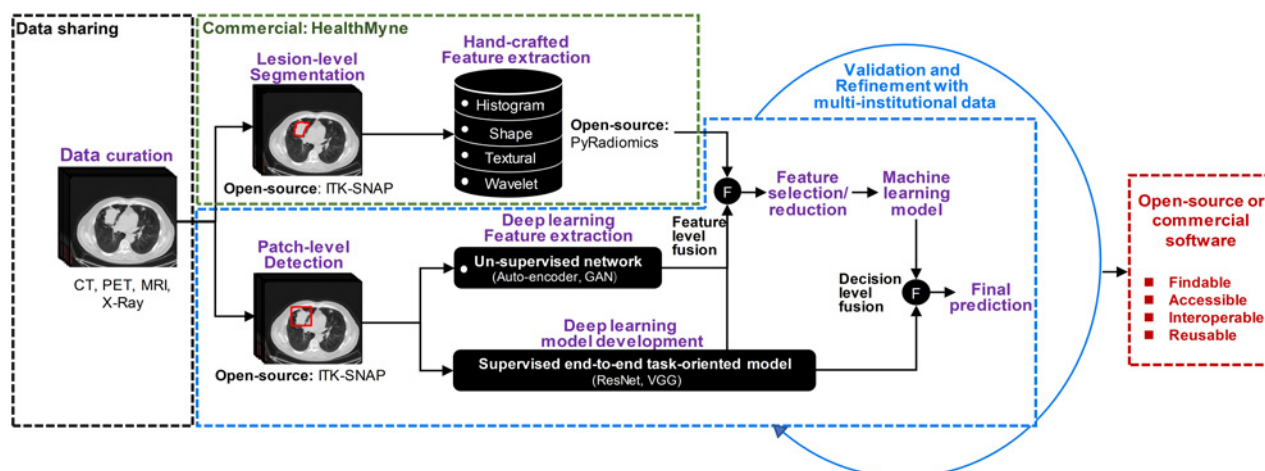 Data sharing
Data curation
CT, PET, MRI,
X-Ray
Commercial: HealthMyne
Lesion-level
Segmentation
Open-source: ITK-SNAP
Hand-crafted
Feature extraction
Histogram
Shape
Textural
Wavelet
Open-source:
PyRadiomics
Patch-level
Detection
Open-source: ITK-SNAP
Deep learning
Feature extraction
Un-supervised network
(Auto-encoder, GAN)
Deep learning
model development
Supervised end-to-end task-oriented model
(ResNet, VGG)
Feature
level
fusion
F
Feature
selection/
reduction
Machine
learning
model
Decision
level
fusion
F
Final
prediction
Validation and
Refinement with
multi-institutional data
Open-source or
commercial
software
Findable
Accessible
Interoperable
Reusable